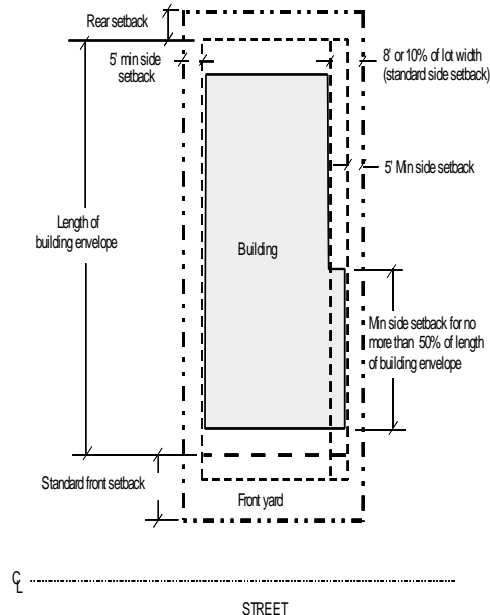 Rear setback
5' min side
setback
8' or 10% of lot width
(standard side setback)
5' Min side setback
Length of
building envelope
Building
Min side setback for no
more than 50% of length
of building envelope
Standard front setback
Front yard
CL
STREET